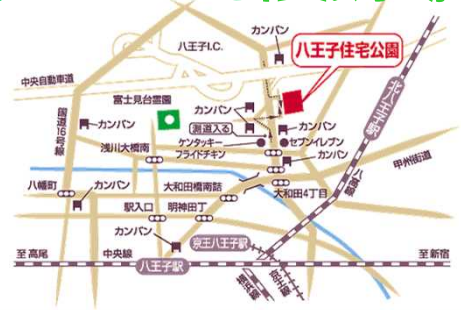 カンバン
八王子I.C.
八王子住宅公園
中央自動車道
富士見台霊園
カンバン
北八王子駅
国道16号線
カンバン
側道入る
カンバン
ケンタッキー
フライドチキン
セブンイレブン
浅川大橋南
カンバン
甲州街道
八高線
八幡町
カンバン
大和田橋南詰
大和田4丁目
駅入口
明神田丁
カンバン
京王八王子駅
至高尾
中央線
八王子駅
至新宿
横浜線
京王線